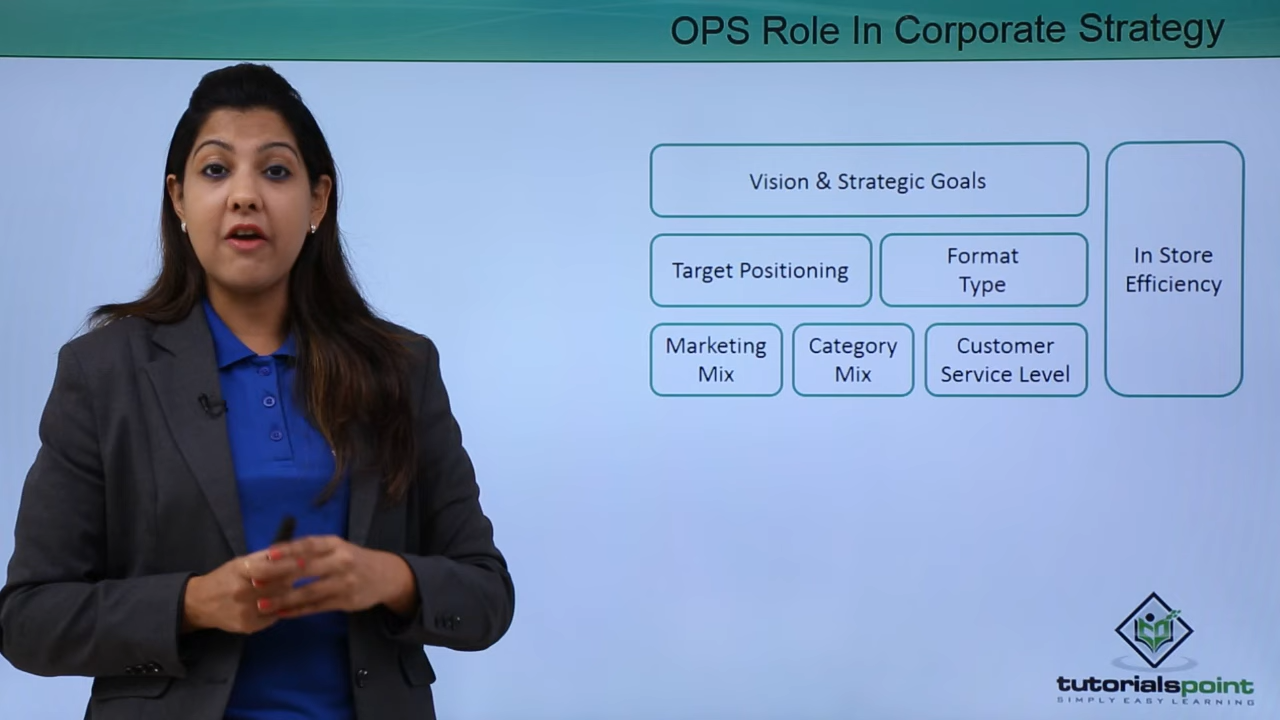 OPS Role In Corporate Strategy
Vision & Strategic Goals
Target Positioning
Format
Type
In Store
Efficiency
Marketing
Mix
Category
Mix
Customer
Service Level
tutorialspoint
SIMPLY EASY LEARNING